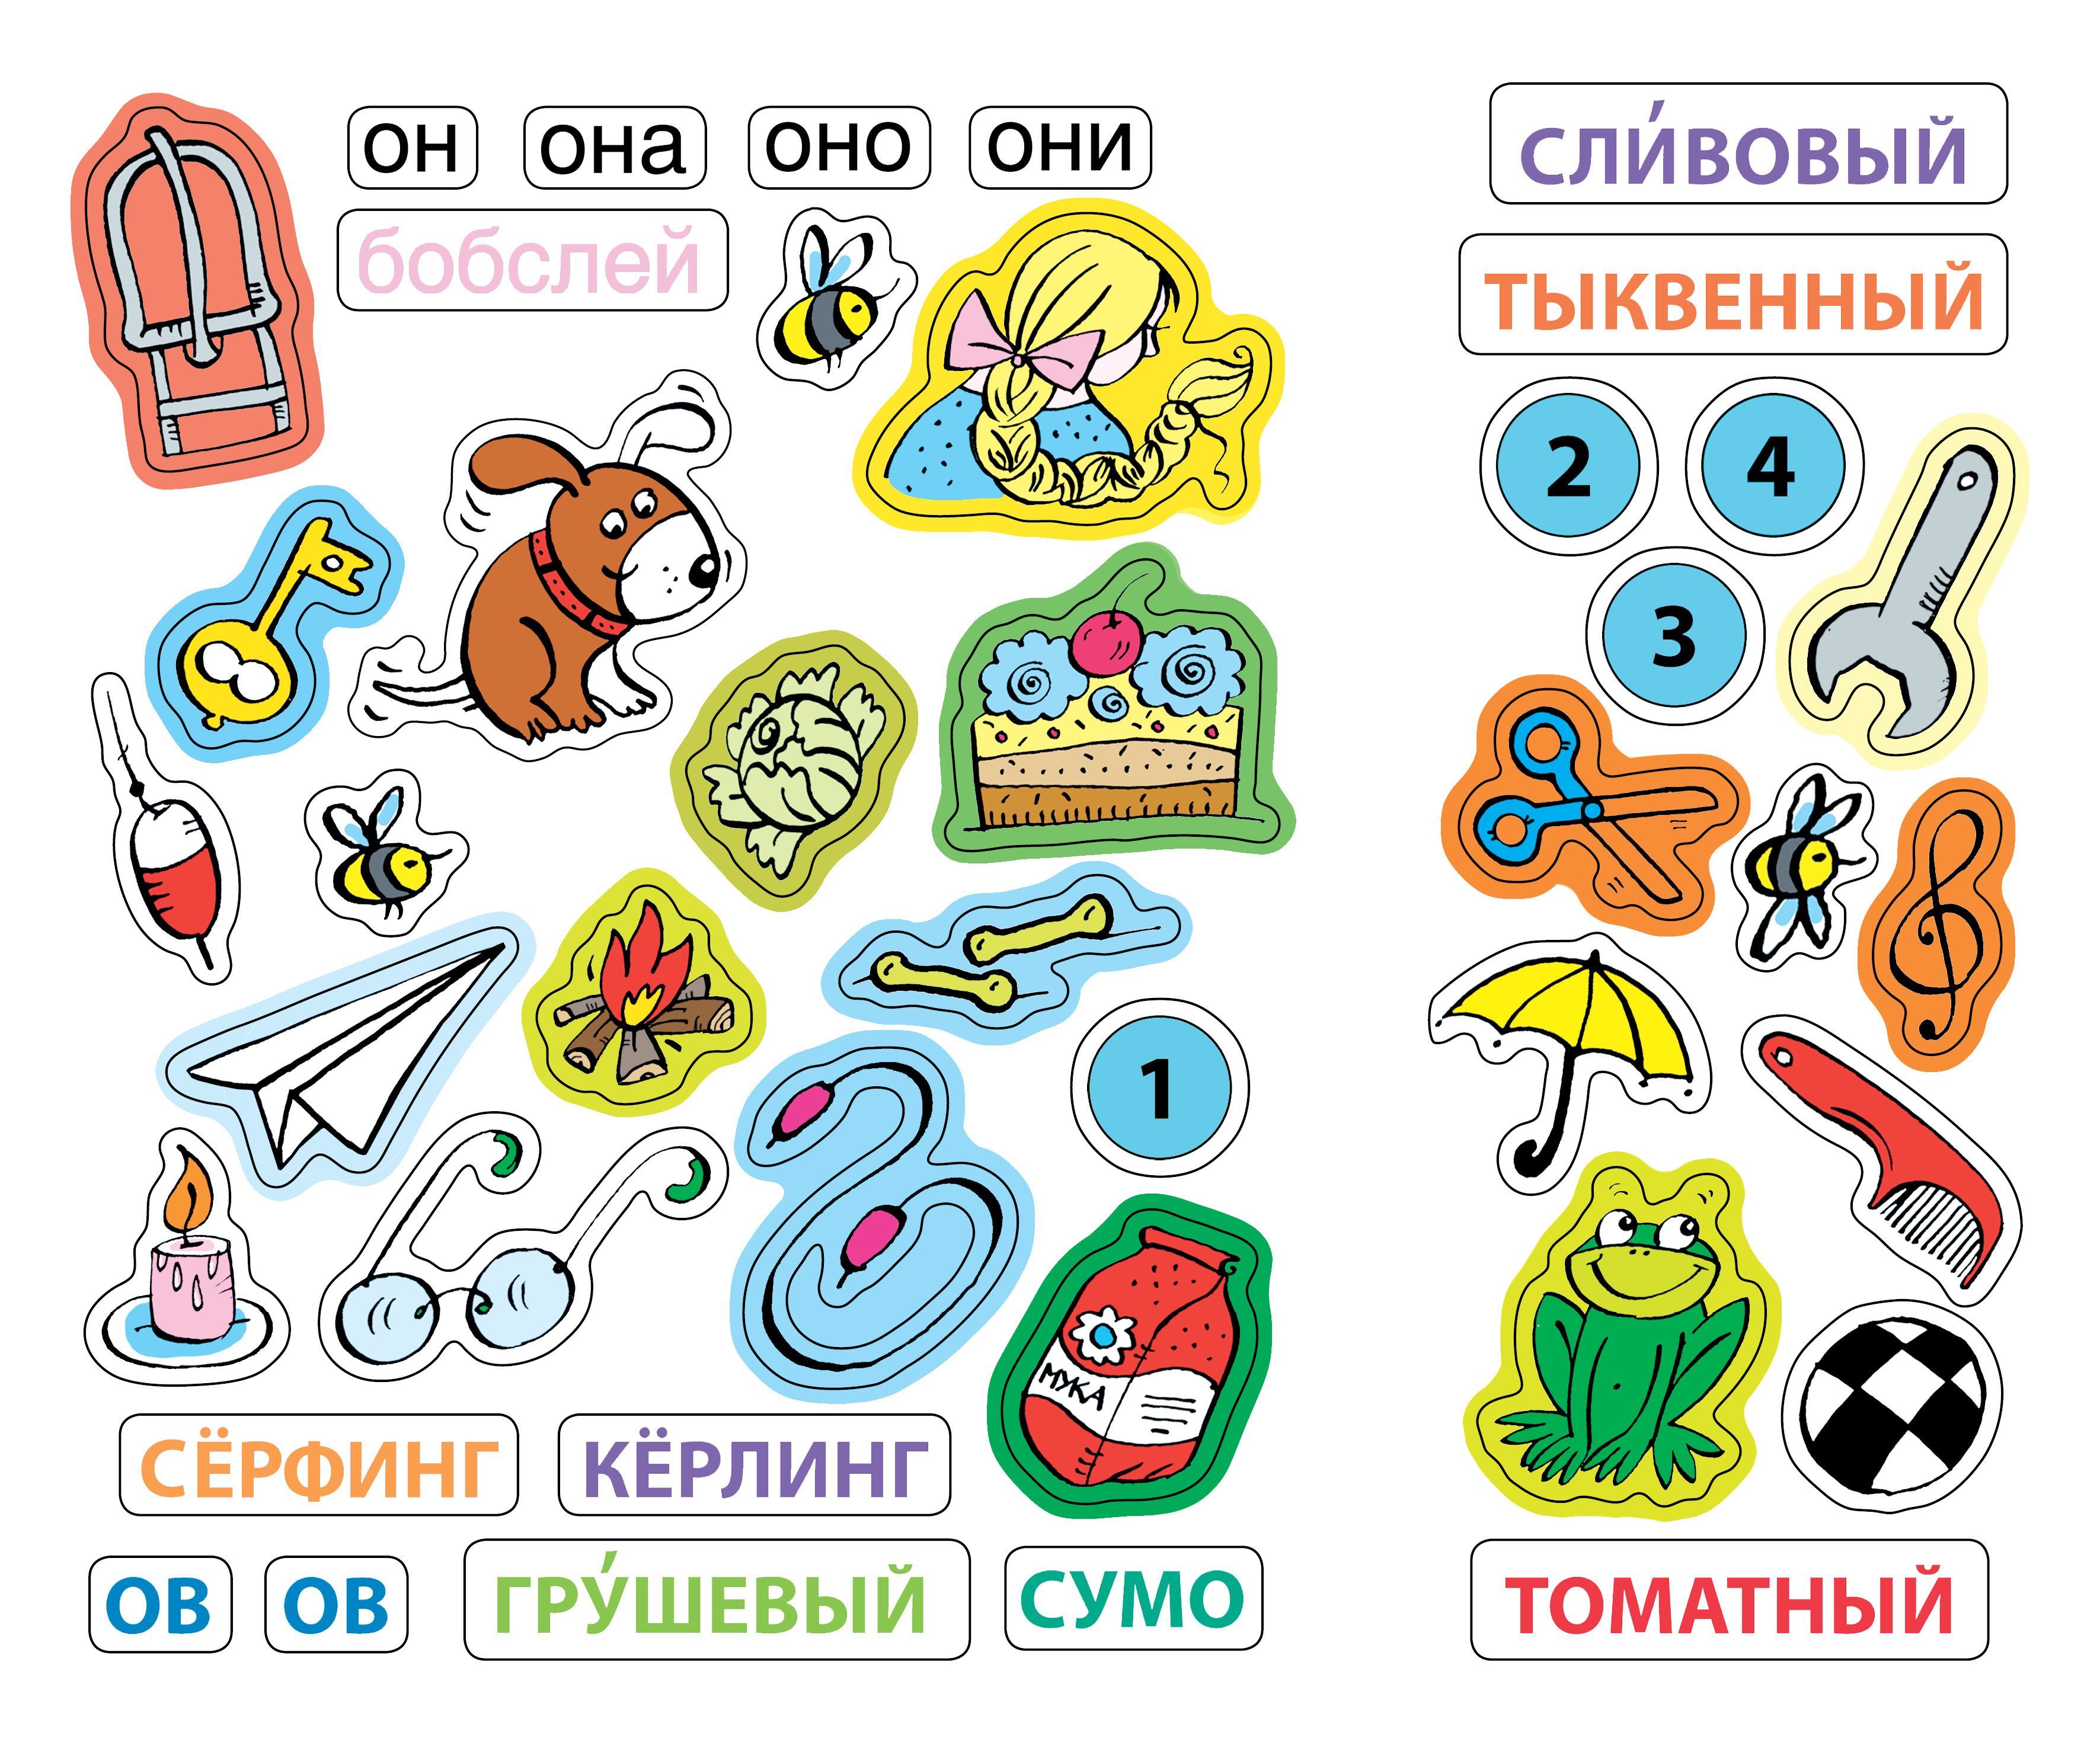 он она оно они
бобслей
1
МУКА
СЁРФИНГ КЁРЛИНГ
ОВ ОВ ГРУ́ШЕВЫЙ СУМО
СЛИ́ВОВЫЙ
ТЫКВЕННЫЙ
2 4
3
ТОМАТНЫЙ